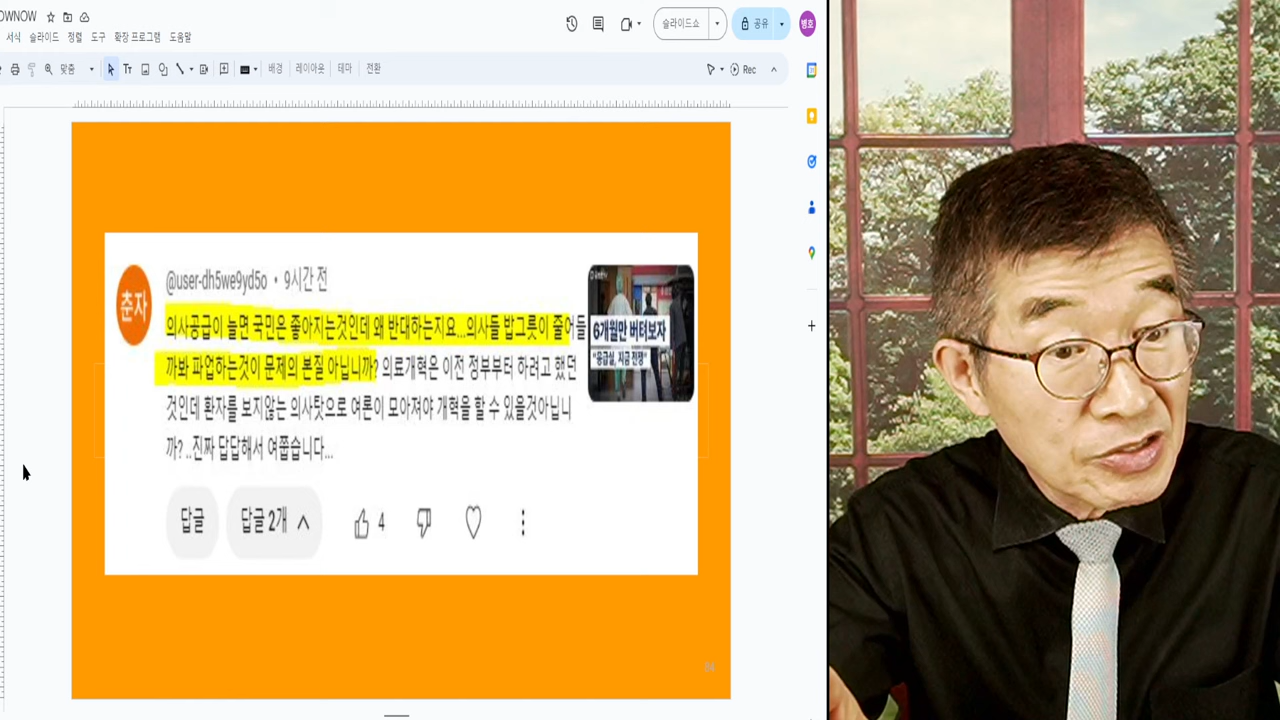 OWNOW
서식 슬라이드 정렬 도구 확장 프로그램 도움말
슬라이드쇼
공유
병호
맞춤
Tт
배경 레이아웃 테마 전환
Rec
춘자
@user-dh5we9yd5o • 9시간 전
의사공급이 늘면 국민은 좋아지는것인데 왜 반대하는지요...의사들 밥그릇이 줄어들
까봐 파업하는것이 문제의 본질 아닙니까? 의료개혁은 이전 정부부터 하려고 했던
것인데 환자를 보지않는 의사탓으로 여론이 모아져야 개혁을 할 수 있을것아닙니
까? ..진짜 답답해서 여쭙습니다...
6개월만 버텨보자
"응급실, 지금 전쟁"
답글
답글 2개
4